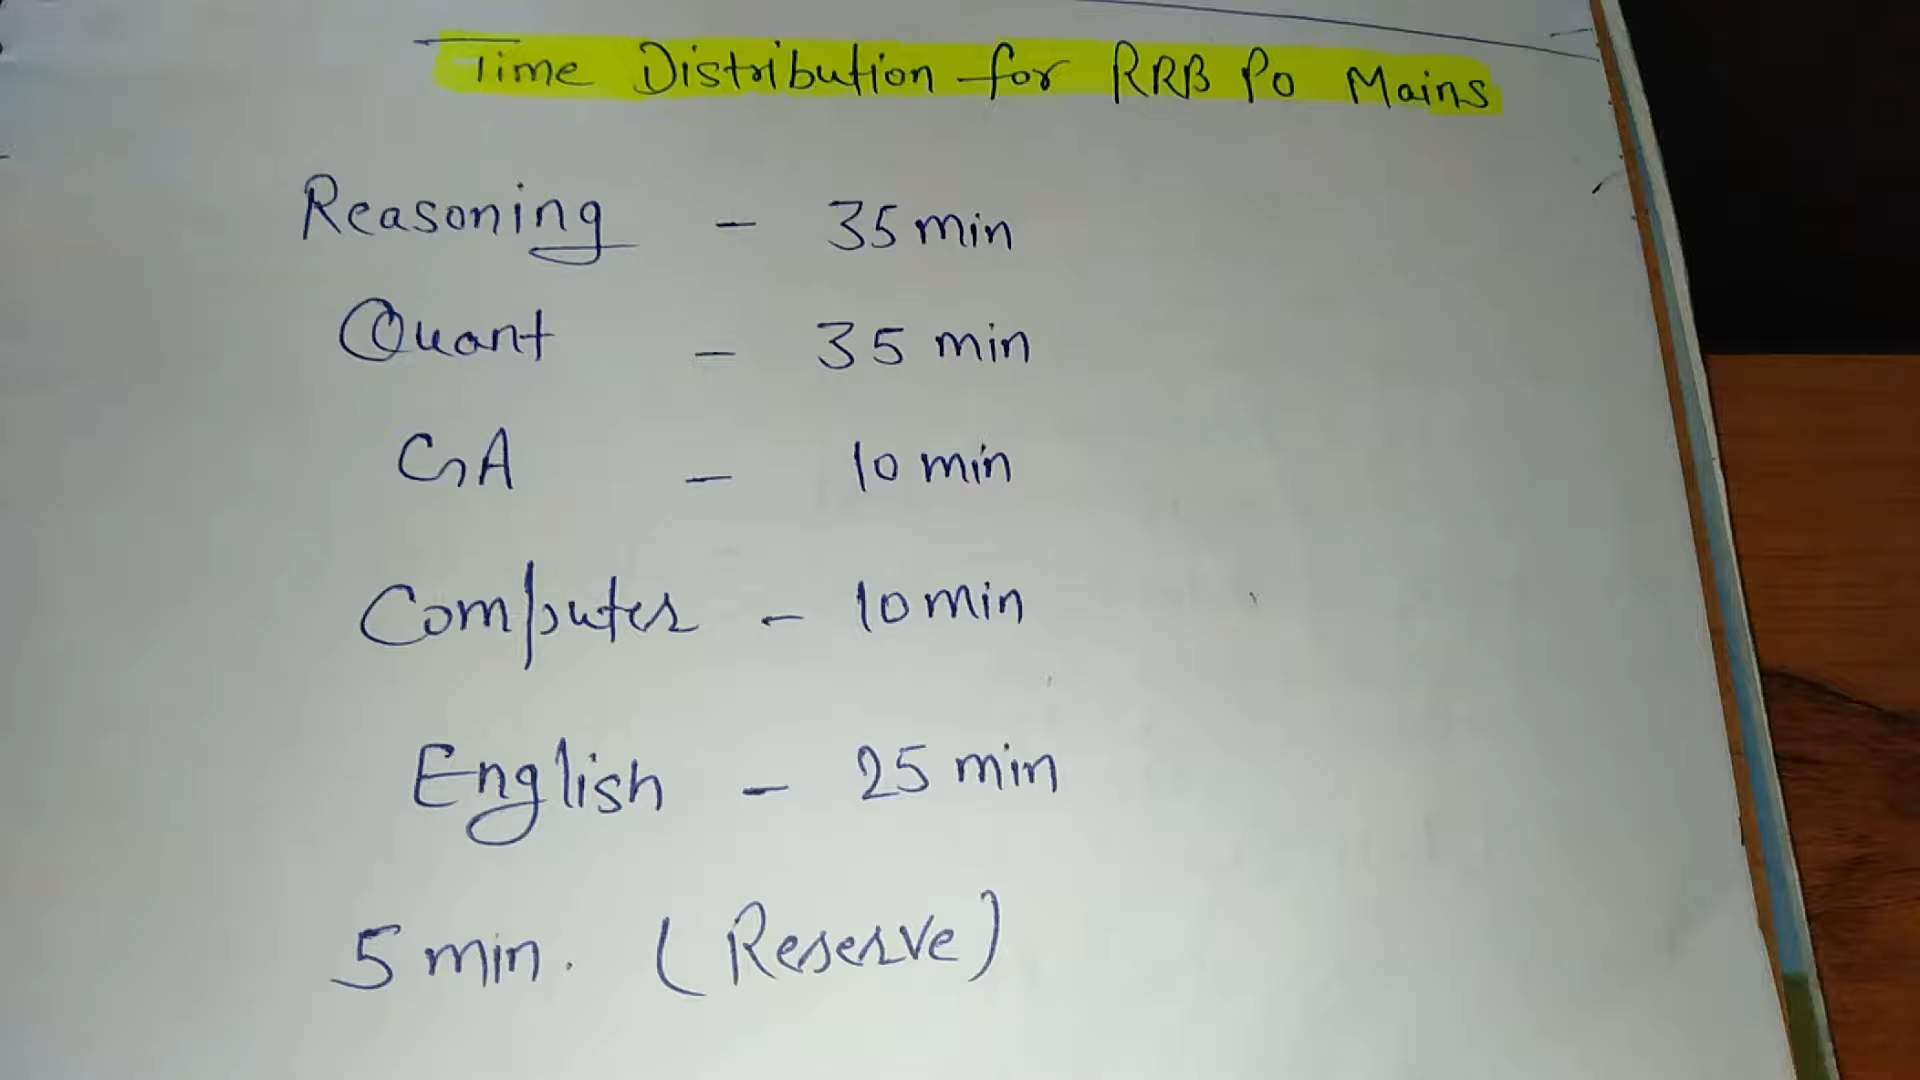 Time Distribution for RRB PO Mains
Reasoning - 35 min
Quant - 35 min
GA - 10 min
Computer - 10 min
English - 25 min
5 min. (Reserve)